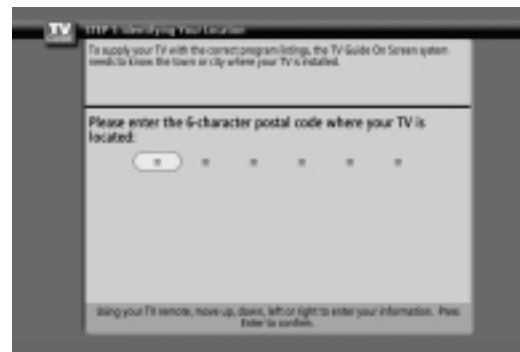 TV
STEP 1: Identifying Your Location
To supply your TV with the correct program listings, the TV Guide On Screen system
needs to know the town or city where your TV is installed.
Please enter the 6-character postal code where your TV is
located:
Using your TV remote, move up, down, left or right to enter your information. Press
Enter to confirm.